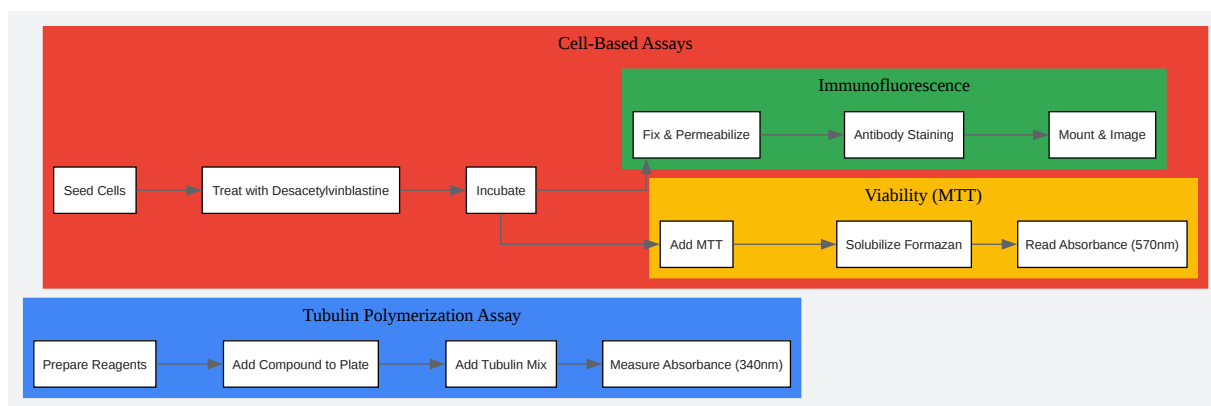 Cell-Based Assays
Immunofluorescence
Fix & Permeabilize
Antibody Staining
Mount & Image
Seed Cells
Treat with Desacetylvinblastine
Incubate
Viability (MTT)
Add MTT
Solubilize Formazan
Read Absorbance (570nm)
Tubulin Polymerization Assay
Prepare Reagents
Add Compound to Plate
Add Tubulin Mix
Measure Absorbance (340nm)